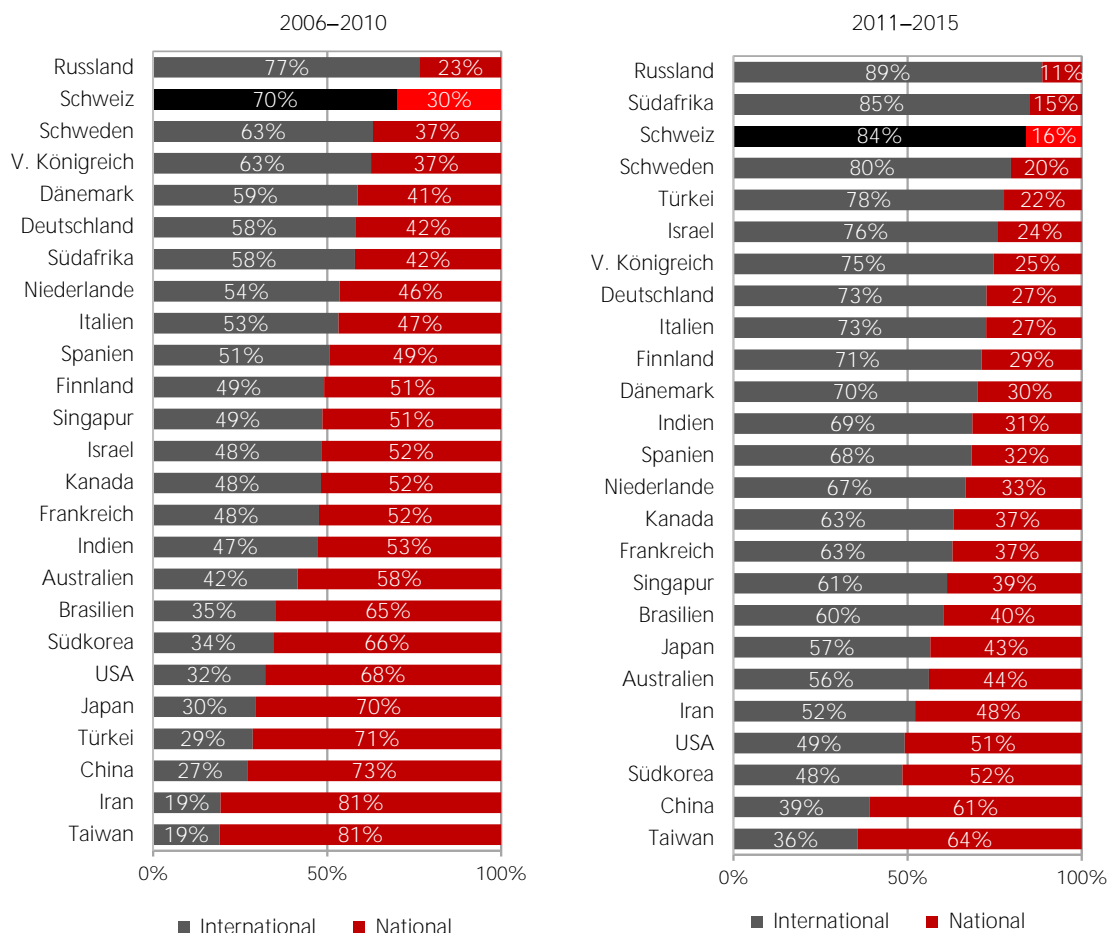 2006–2010
Russland 77% 23%
Schweiz 70% 30%
Schweden 63% 37%
V. Königreich 63% 37%
Dänemark 59% 41%
Deutschland 58% 42%
Südafrika 58% 42%
Niederlande 54% 46%
Italien 53% 47%
Spanien 51% 49%
Finnland 49% 51%
Singapur 49% 51%
Israel 48% 52%
Kanada 48% 52%
Frankreich 48% 52%
Indien 47% 53%
Australien 42% 58%
Brasilien 35% 65%
Südkorea 34% 66%
USA 32% 68%
Japan 30% 70%
Türkei 29% 71%
China 27% 73%
Iran 19% 81%
Taiwan 19% 81%
0% 50% 100%
International National
2011–2015
Russland 89% 11%
Südafrika 85% 15%
Schweiz 84% 16%
Schweden 80% 20%
Türkei 78% 22%
Israel 76% 24%
V. Königreich 75% 25%
Deutschland 73% 27%
Italien 73% 27%
Finnland 71% 29%
Dänemark 70% 30%
Indien 69% 31%
Spanien 68% 32%
Niederlande 67% 33%
Kanada 63% 37%
Frankreich 63% 37%
Singapur 61% 39%
Brasilien 60% 40%
Japan 57% 43%
Australien 56% 44%
Iran 52% 48%
USA 49% 51%
Südkorea 48% 52%
China 39% 61%
Taiwan 36% 64%
0% 50% 100%
International National